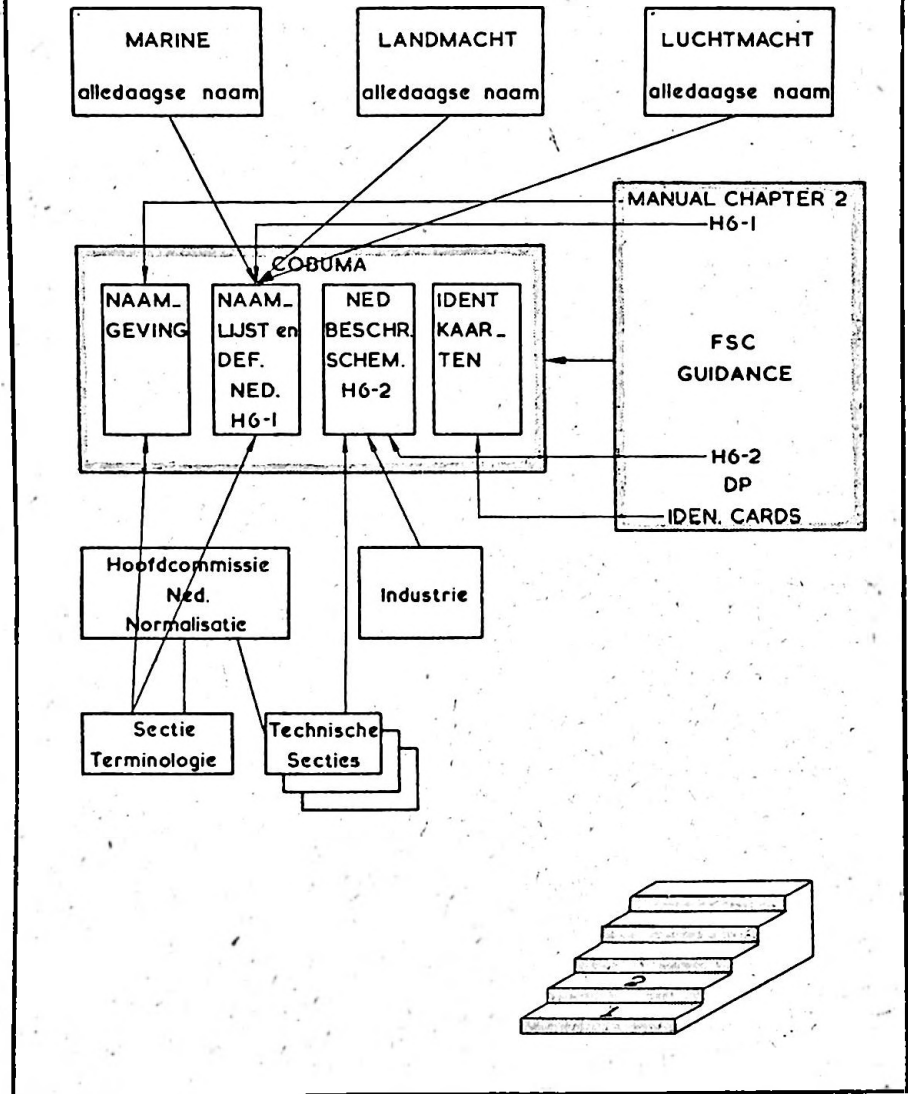 MARINE
alledaagse naam
LANDMACHT
alledaagse naam
LUCHTMACHT
alledaagse naam
MANUAL CHAPTER 2
H6-1
FSC
GUIDANCE
H6-2
DP
IDEN. CARDS
COBUMA
NAAM_
GEVING
NAAM_
LIJST en
DEF.
NED.
H6-1
NED
BESCHR.
SCHEM.
H6-2
IDENT
KAAR_
TEN
Hoofdcommissie
Ned.
Normalisatie
Industrie
Sectie
Terminologie
Technische
Secties
2
1